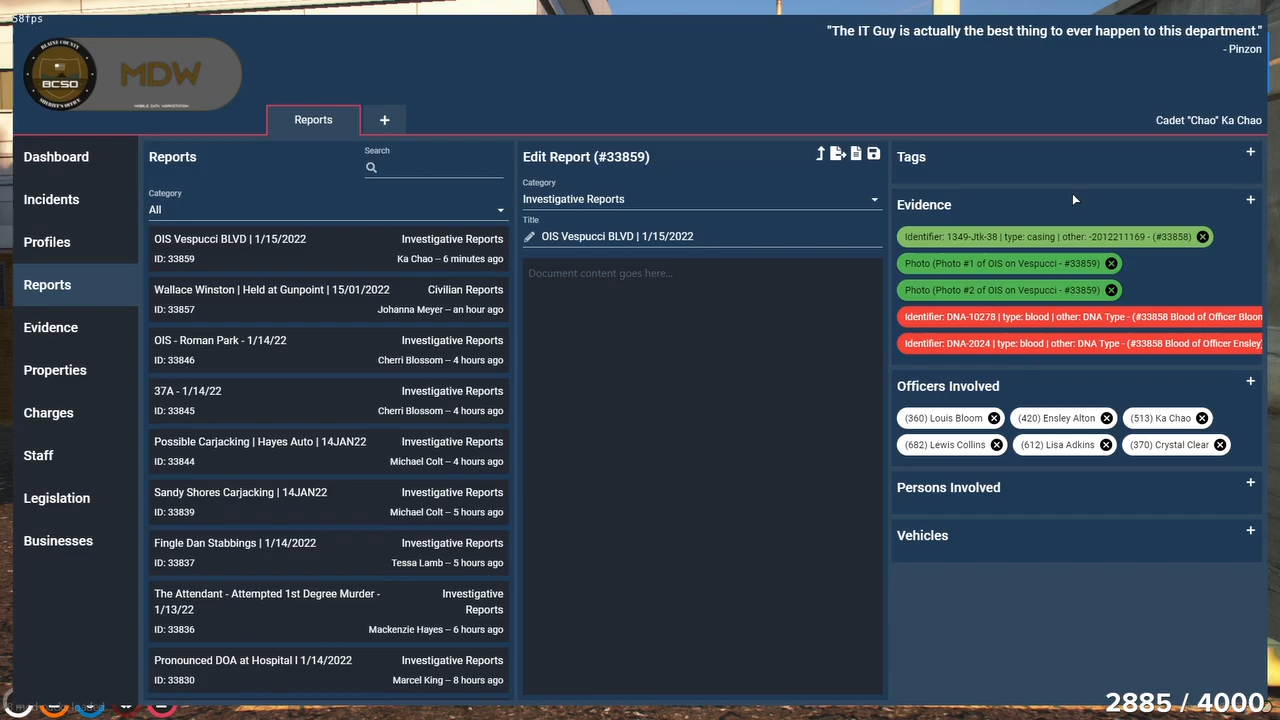 58fps
"The IT Guy is actually the best thing to ever happen to this department."
- Pinzon
BLAINE COUNTY
BCSO
SHERIFF'S OFFICE
MDW
MOBILE DATA WORKSTATION
Reports
+
Cadet "Chao" Ka Chao
Dashboard
Incidents
Profiles
Reports
Evidence
Properties
Charges
Staff
Legislation
Businesses
Reports
Search
Category
All
OIS Vespucci BLVD | 1/15/2022 Investigative Reports
ID: 33859 Ka Chao – 6 minutes ago
Wallace Winston | Held at Gunpoint | 15/01/2022 Civilian Reports
ID: 33857 Johanna Meyer – an hour ago
OIS - Roman Park - 1/14/22 Investigative Reports
ID: 33846 Cherri Blossom – 4 hours ago
37A - 1/14/22 Investigative Reports
ID: 33845 Cherri Blossom – 4 hours ago
Possible Carjacking | Hayes Auto | 14JAN22 Investigative Reports
ID: 33844 Michael Colt – 4 hours ago
Sandy Shores Carjacking | 14JAN22 Investigative Reports
ID: 33839 Michael Colt – 5 hours ago
Fingle Dan Stabbings | 1/14/2022 Investigative Reports
ID: 33837 Tessa Lamb – 5 hours ago
The Attendant - Attempted 1st Degree Murder - Investigative
1/13/22 Reports
ID: 33836 Mackenzie Hayes – 6 hours ago
Pronounced DOA at Hospital I 1/14/2022 Investigative Reports
ID: 33830 Marcel King – 8 hours ago
Edit Report (#33859)
Category
Investigative Reports
Title
OIS Vespucci BLVD | 1/15/2022
Document content goes here...
Tags +
Evidence +
Identifier: 1349-Jtk-38 | type: casing | other: -2012211169 - (#33858)
Photo (Photo #1 of OIS on Vespucci - #33859)
Photo (Photo #2 of OIS on Vespucci - #33859)
Identifier: DNA-10278 | type: blood | other: DNA Type - (#33858 Blood of Officer Bloon
Identifier: DNA-2024 | type: blood | other: DNA Type - (#33858 Blood of Officer Ensley
Officers Involved +
(360) Louis Bloom (420) Ensley Alton (513) Ka Chao
(682) Lewis Collins (612) Lisa Adkins (370) Crystal Clear
Persons Involved +
Vehicles +
2885 / 4000